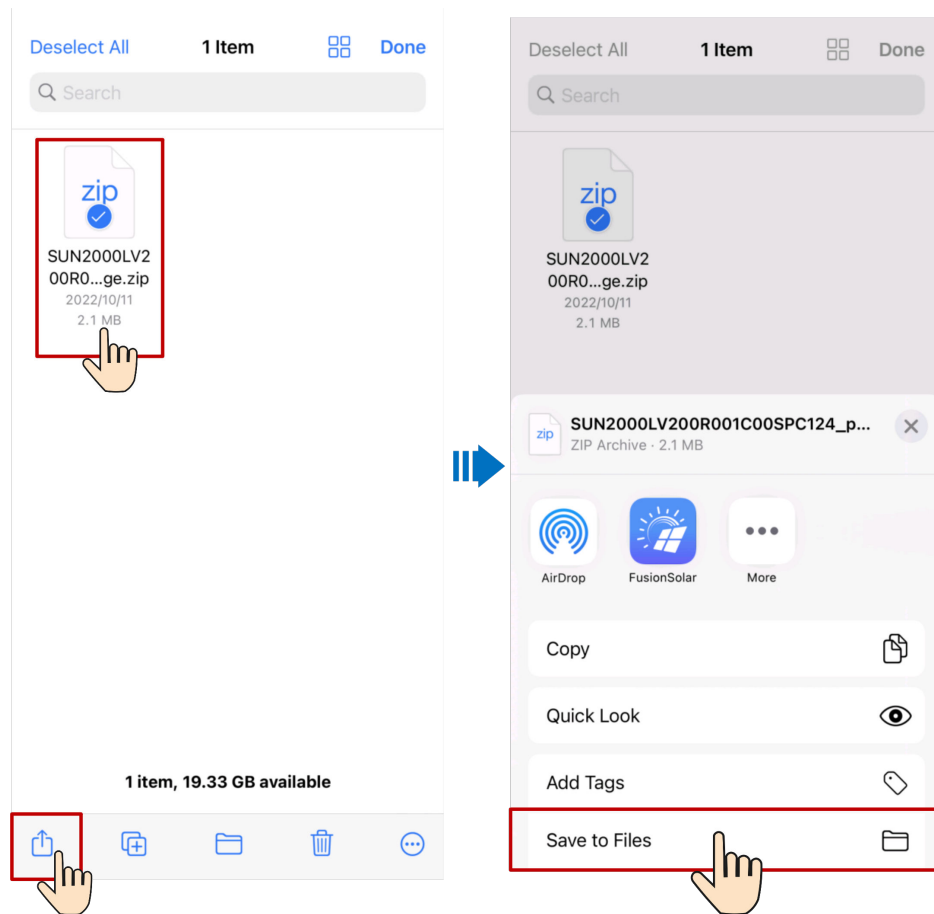 Deselect All 1 Item Done
Search
zip
SUN2000LV2
00R0...ge.zip
2022/10/11
2.1 MB
1 item, 19.33 GB available
Deselect All 1 Item Done
Search
zip
SUN2000LV2
00R0...ge.zip
2022/10/11
2.1 MB
zip
SUN2000LV200R001C00SPC124_p...
ZIP Archive · 2.1 MB
AirDrop FusionSolar More
Copy
Quick Look
Add Tags
Save to Files